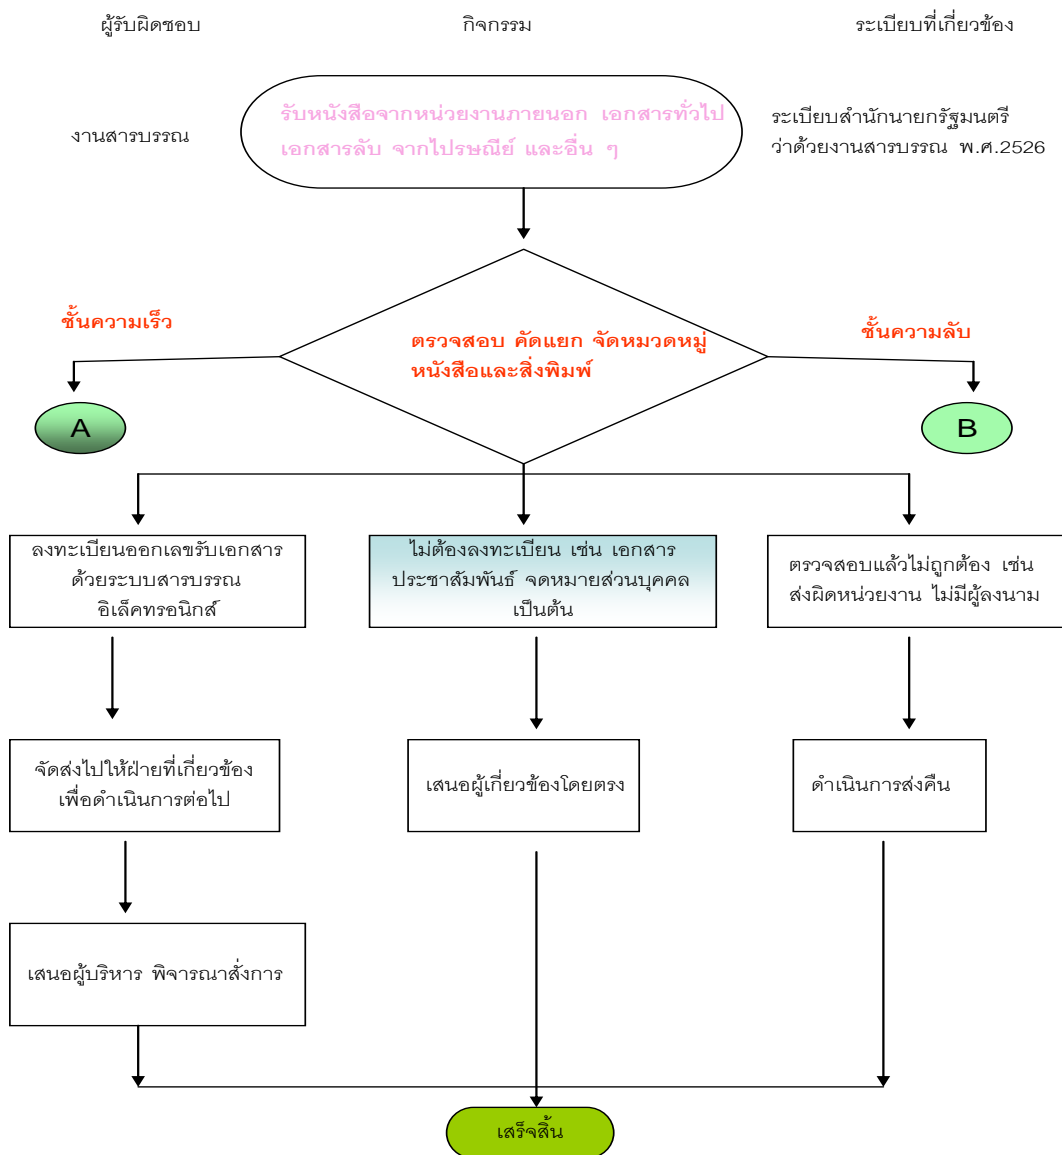 ผู้รับผิดชอบ
กิจกรรม
ระเบียบที่เกี่ยวข้อง
งานสารบรรณ
รับหนังสือจากหน่วยงานภายนอก เอกสารทั่วไป
เอกสารลับ จากไปรษณีย์ และอื่น ๆ
ระเบียบสำนักนายกรัฐมนตรี
ว่าด้วยงานสารบรรณ พ.ศ.2526
ชั้นความเร็ว
ตรวจสอบ คัดแยก จัดหมวดหมู่
หนังสือและสิ่งพิมพ์
ชั้นความลับ
A
B
ลงทะเบียนออกเลขรับเอกสาร
ด้วยระบบสารบรรณ
อิเล็คทรอนิกส์
ไม่ต้องลงทะเบียน เช่น เอกสาร
ประชาสัมพันธ์ จดหมายส่วนบุคคล
เป็นต้น
ตรวจสอบแล้วไม่ถูกต้อง เช่น
ส่งผิดหน่วยงาน ไม่มีผู้ลงนาม
จัดส่งไปให้ฝ่ายที่เกี่ยวข้อง
เพื่อดำเนินการต่อไป
เสนอผู้เกี่ยวข้องโดยตรง
ดำเนินการส่งคืน
เสนอผู้บริหาร พิจารณาสั่งการ
เสร็จสิ้น